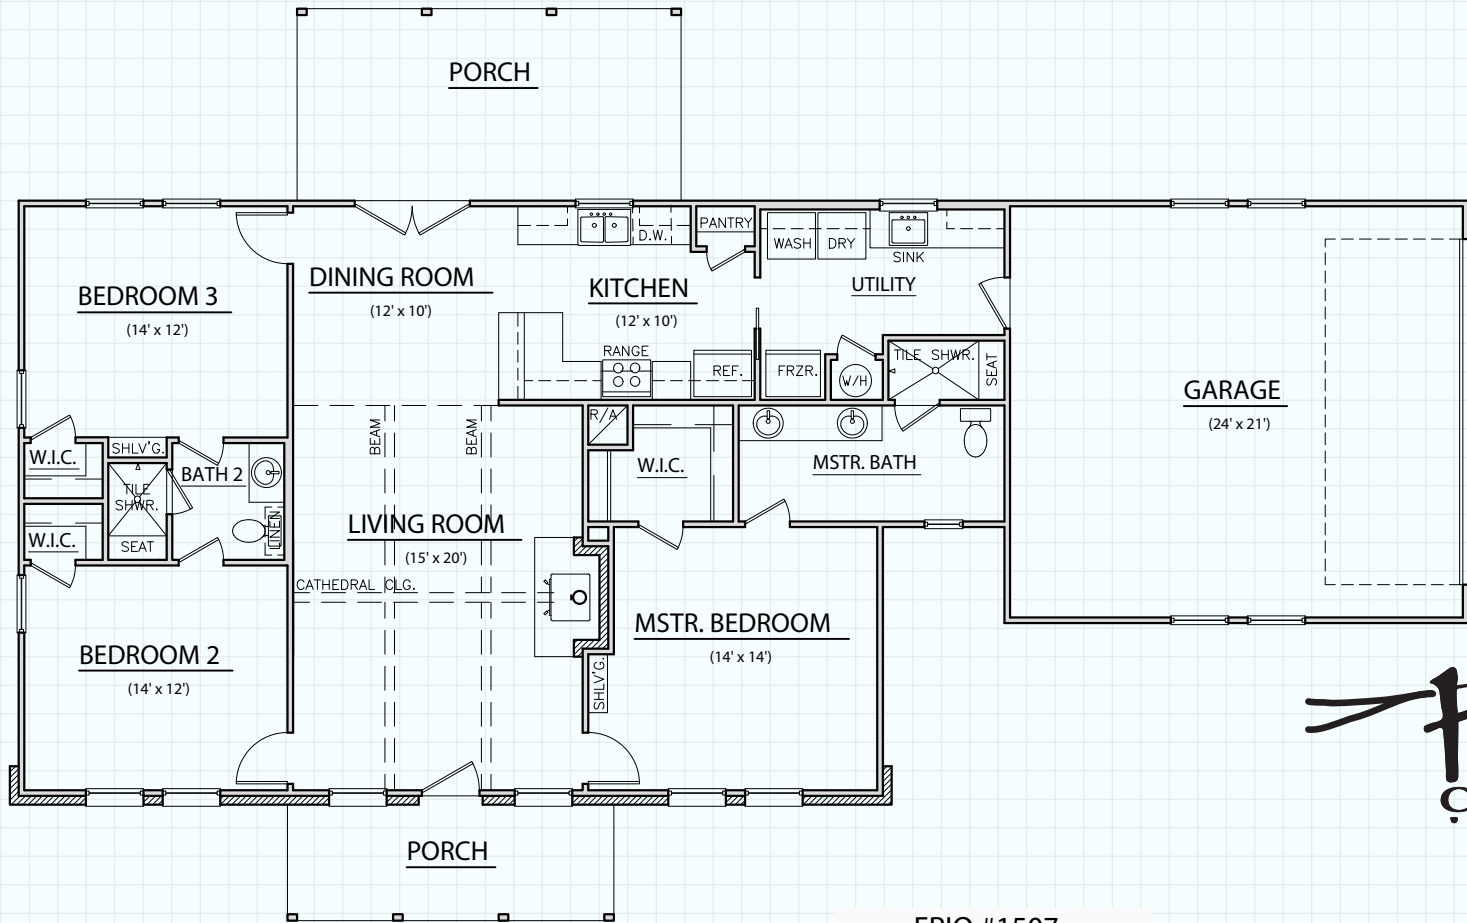 PORCH
PANTRY
D.W.
WASH
DRY
SINK
DINING ROOM
(12' x 10')
KITCHEN
(12' x 10')
UTILITY
BEDROOM 3
(14' x 12')
RANGE
REF.
FRZR.
W/H
TILE SHWR.
SEAT
GARAGE
(24' x 21')
R/A
BEAM
BEAM
W.I.C.
SHLV'G.
BATH 2
W.I.C.
MSTR. BATH
TILE
SHWR.
SEAT
LINEN
W.I.C.
LIVING ROOM
(15' x 20')
CATHEDRAL CLG.
MSTR. BEDROOM
(14' x 14')
BEDROOM 2
(14' x 12')
SHLV'G.
PORCH